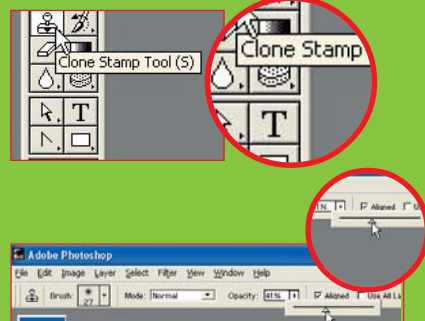 Clone Stamp Tool (S)
Clone Stamp
T
T
Aligned
Adobe Photoshop
File Edit Image Layer Select Filter View Window Help
Brush: 27 Mode: Normal Opacity: 41% Aligned Use All La